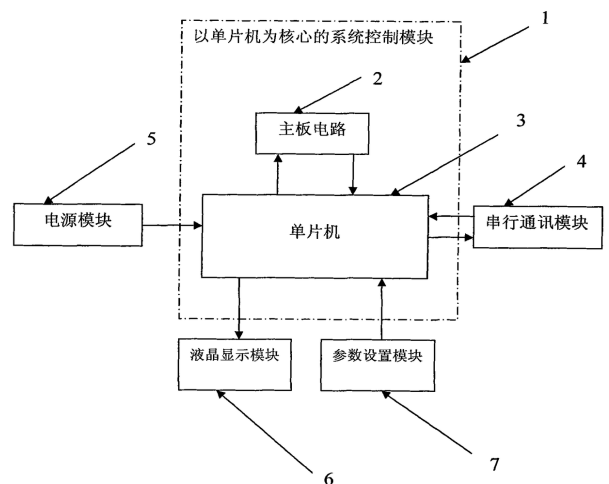 以单片机为核心的系统控制模块
1
2
主板电路
3
5
4
电源模块
单片机
串行通讯模块
液晶显示模块
参数设置模块
6
7